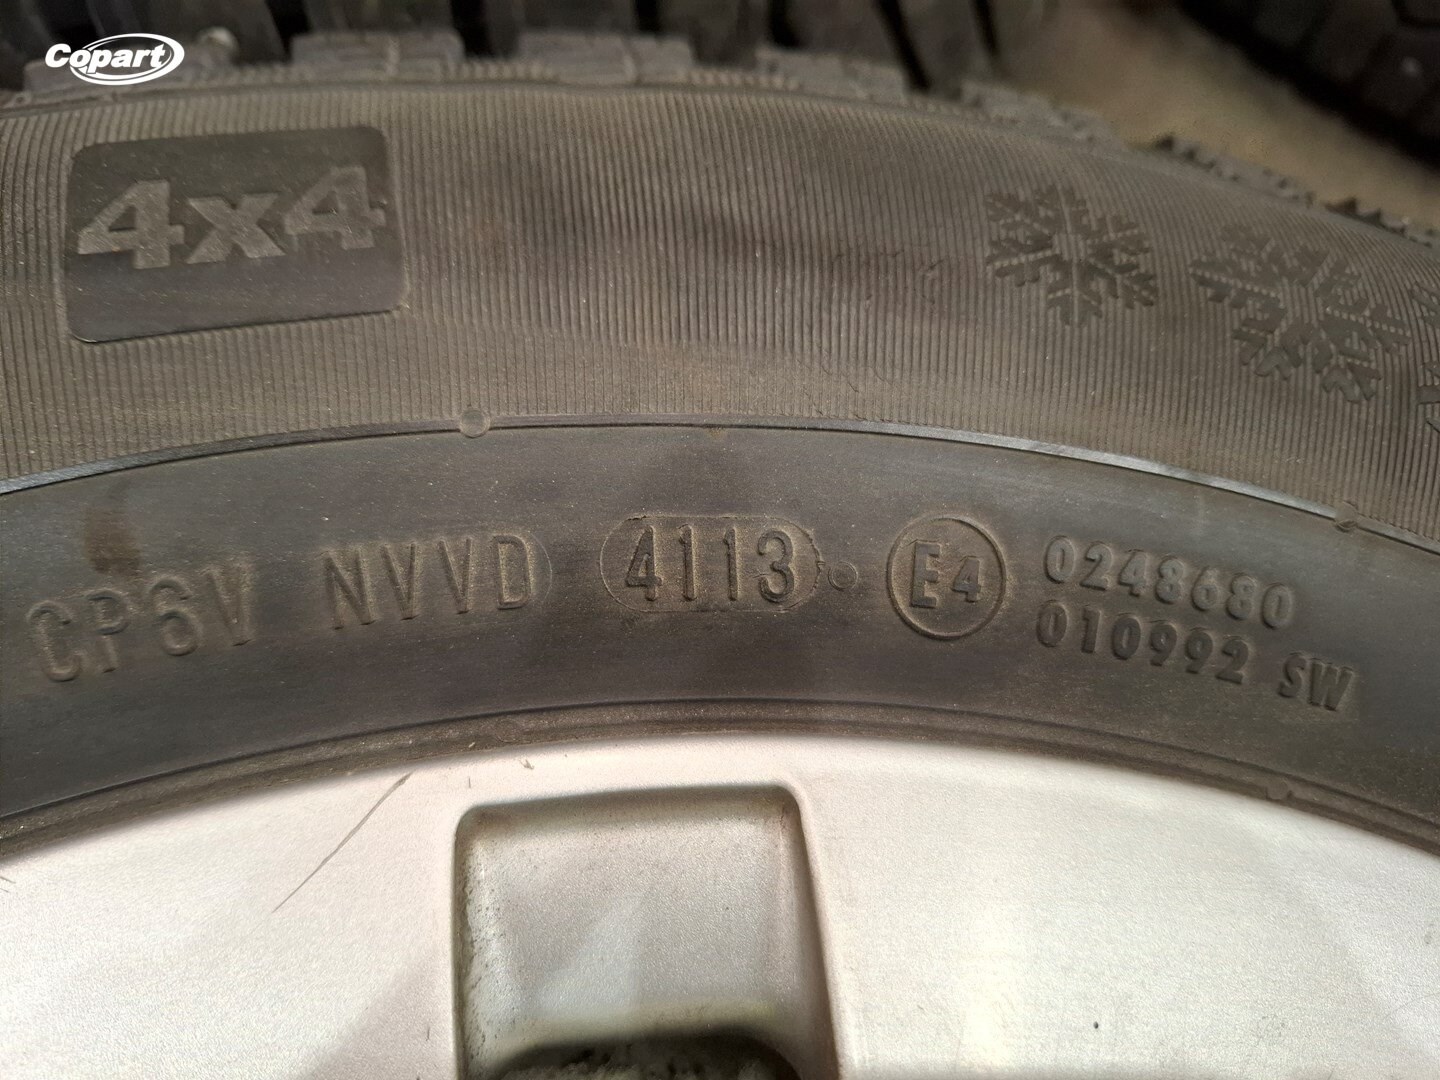 Copart
4x4
CP6V NVVD 4113 E4 0248680
010992 SW